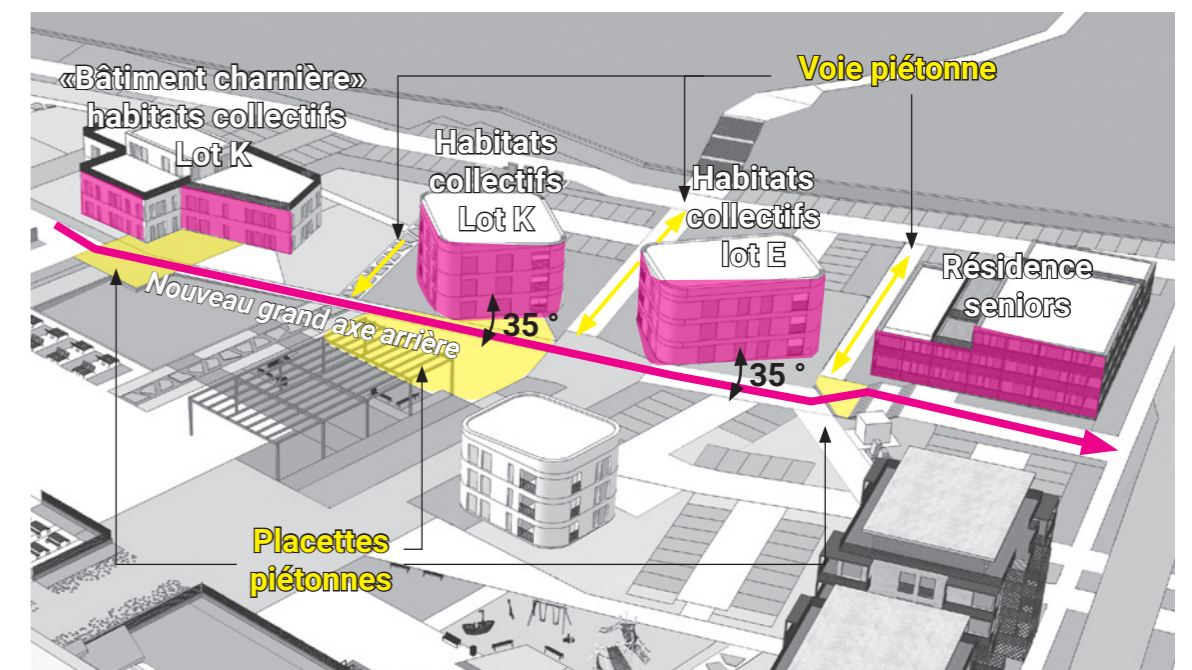 «Bâtiment charnière»
habitats collectifs
Lot K
Voie piétonne
Habitats
collectifs
Lot K
Habitats
collectifs
lot E
Résidence
seniors
Nouveau grand axe arrière
35 °
35 °
Placettes
piétonnes